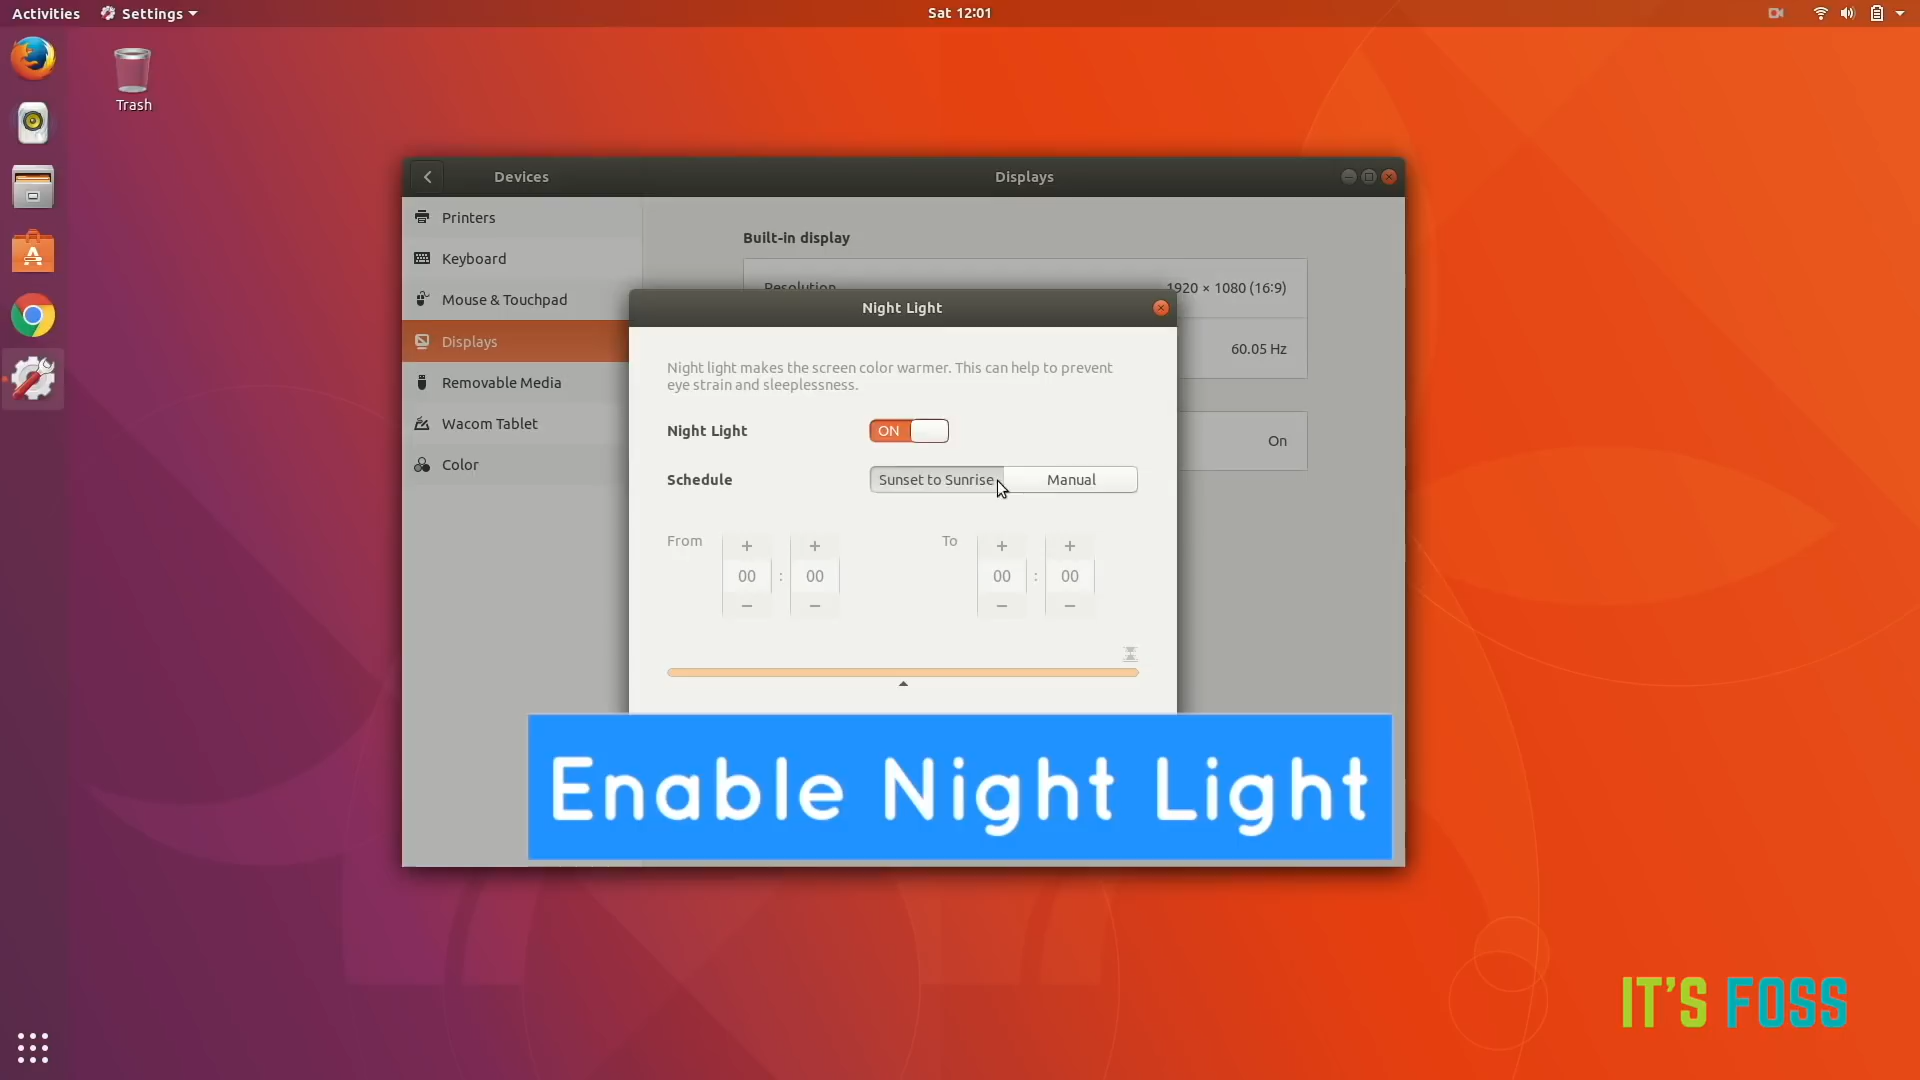 Activities
Settings
Sat 12:01
Trash
Devices
Displays
Printers
Keyboard
Mouse & Touchpad
Displays
Removable Media
Wacom Tablet
Color
Built-in display
Resolution
1920 × 1080 (16:9)
60.05 Hz
On
Night Light
Night light makes the screen color warmer. This can help to prevent
eye strain and sleeplessness.
Night Light
ON
Schedule
Sunset to Sunrise
Manual
From
+ +
00 : 00
− −
To
+ +
00 : 00
− −
Enable Night Light
IT'S FOSS